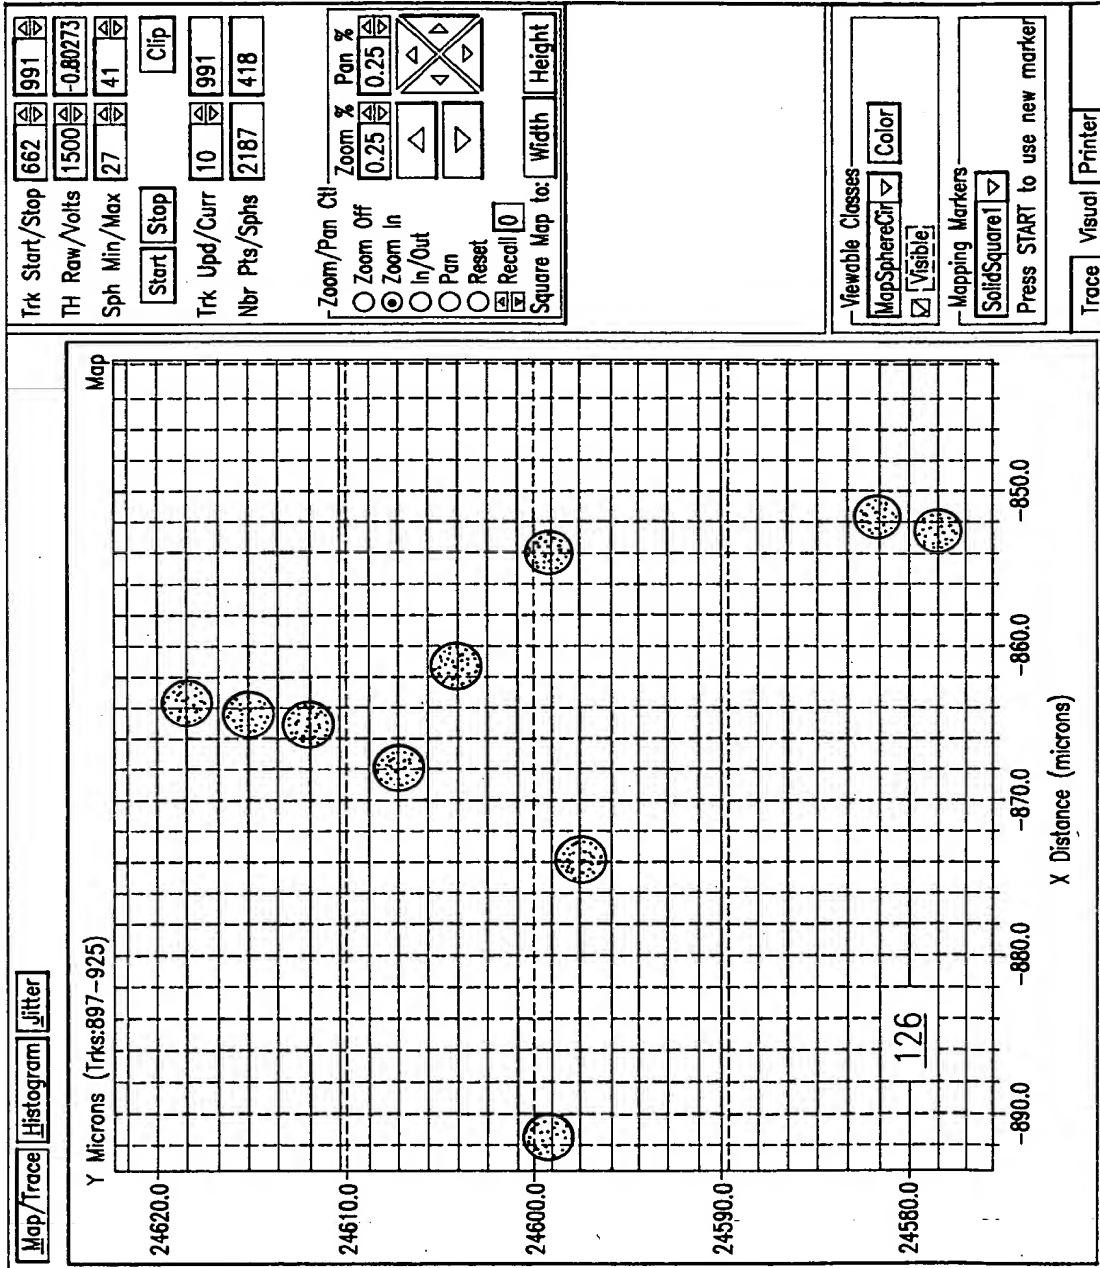 Map/Trace Histogram Jitter
Y Microns (Trks:897-925) Map
24620.0
24610.0
24600.0
24590.0
24580.0
126
-890.0 -880.0 -870.0 -860.0 -850.0
X Distance (microns)
Trk Start/Stop 662 991
TH Raw/Volts 1500 -0.80273
Sph Min/Max 27 41
Start Stop Clip
Trk Upd/Curr 10 991
Nbr Pts/Sphs 2187 418
Zoom/Pan Ctl
Zoom % Pan %
0.25 0.25
Zoom Off
Zoom In
In/Out
Pan
Reset
Recall 0
Square Map to: Width Height
Viewable Classes
MapSphereCir Color
Visible
Mapping Markers
SolidSquare1
Press START to use new marker
Trace Visual Printer